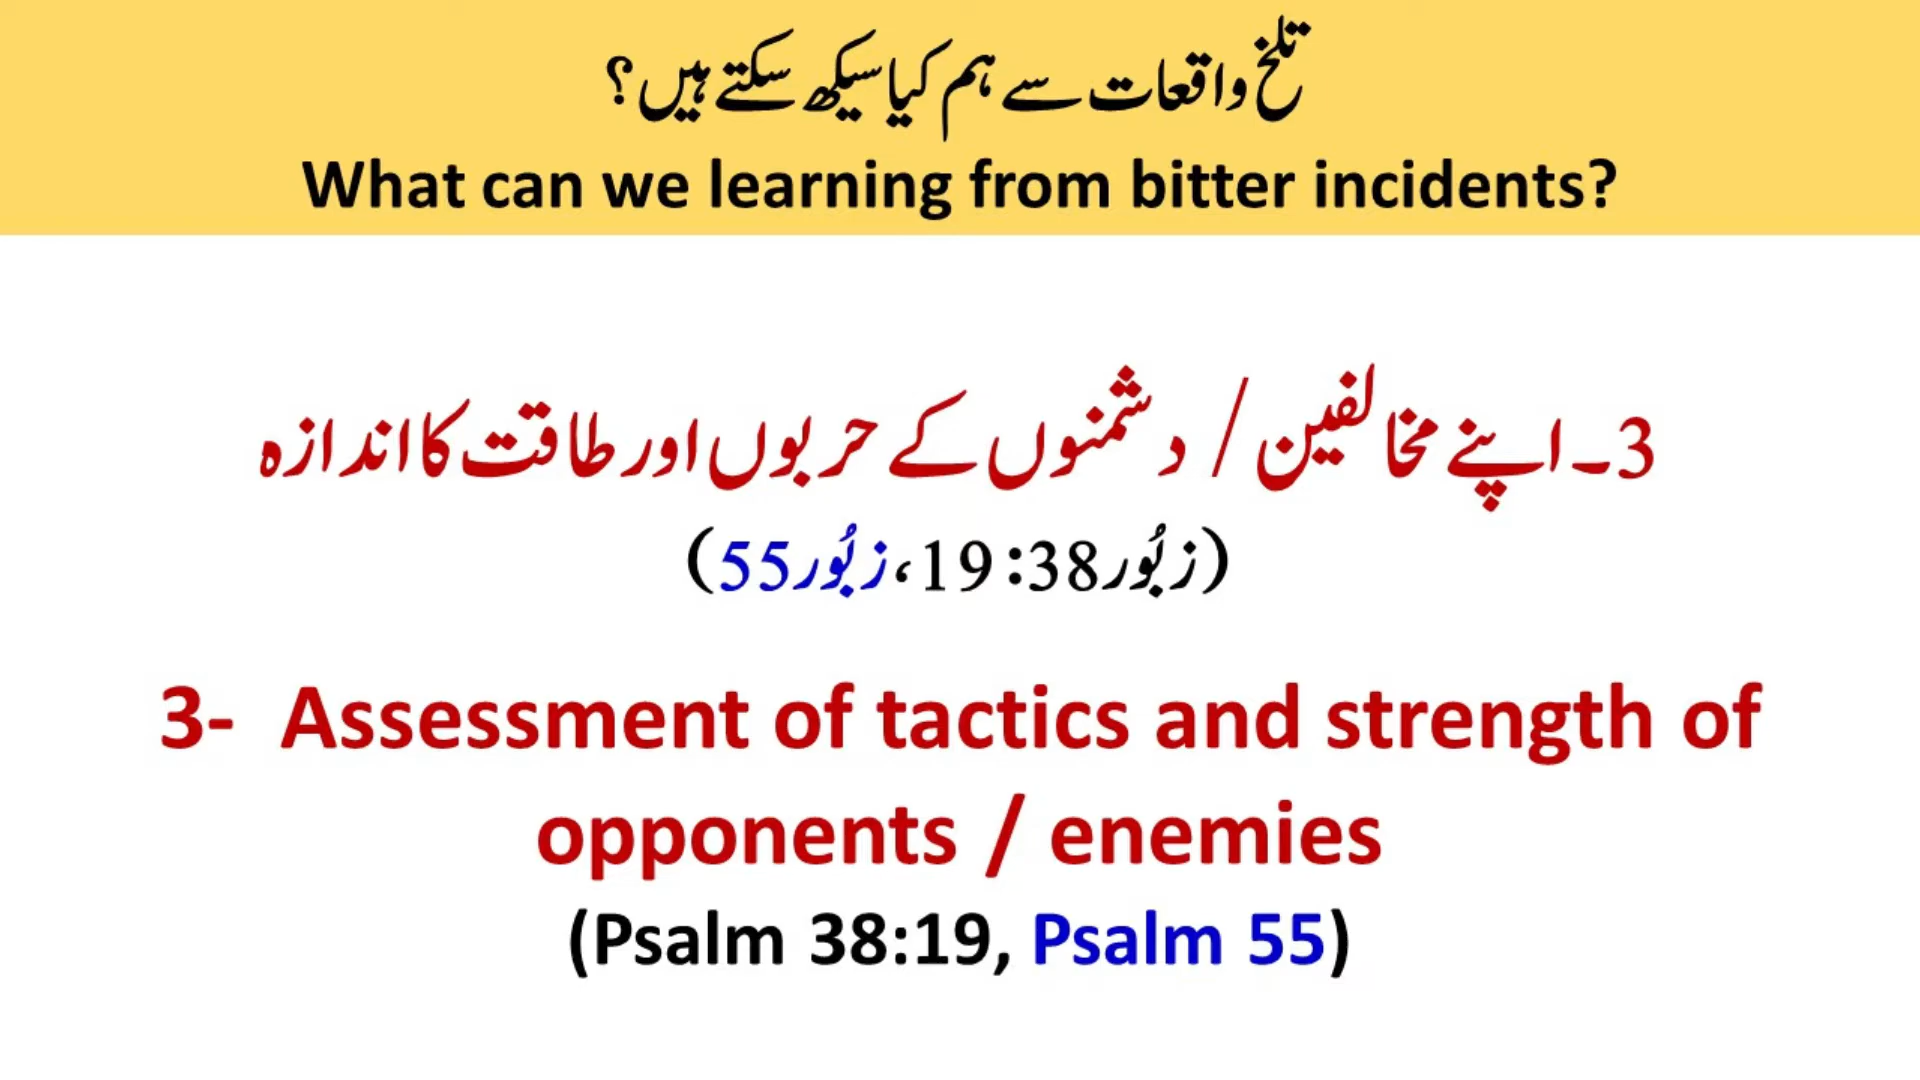 تلخ واقعات سے ہم کیا سیکھ سکتے ہیں؟
What can we learning from bitter incidents?
3۔ اپنے مخالفین / دشمنوں کے حربوں اور طاقت کا اندازہ
(زبُور 38:19، زبُور 55)
3- Assessment of tactics and strength of
opponents / enemies
(Psalm 38:19, Psalm 55)